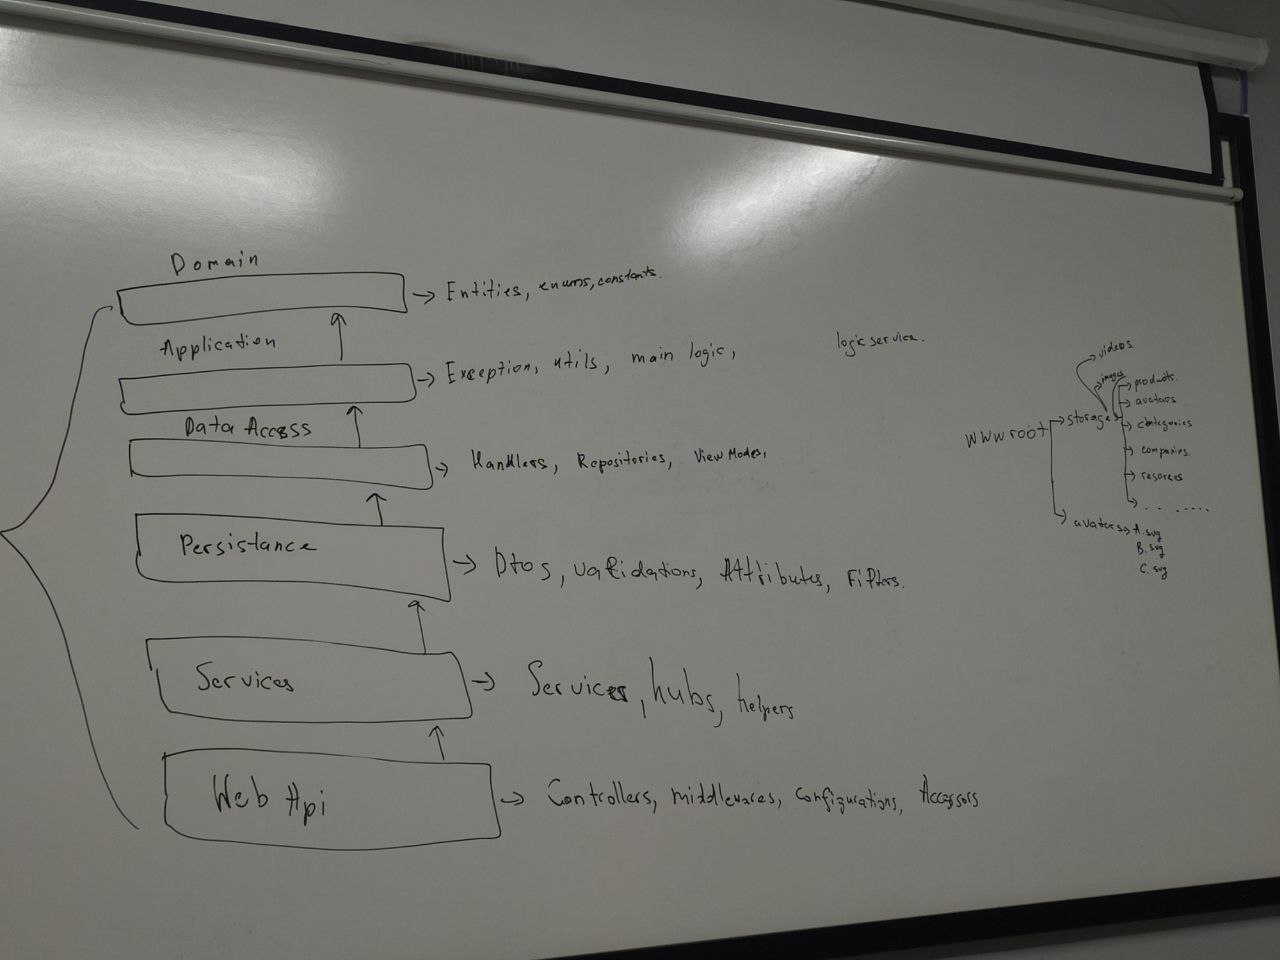 Domain
→ Entities, enums, constants.
Application
→ Exception, utils, main logic,
logic service.
Data Access
→ Handlers, Repositories, View Modes,
Persistance
→ Dtos, validations, Attributes, Filters.
Services
→ Services, hubs, helpers
Web Api
→ Controllers, middlewares, configurations, Accessors
videos
images
products.
avatars
wwwroot
storage
categories
companies.
resorces
. . .....
avatars → A.svg
B.svg
C.svg